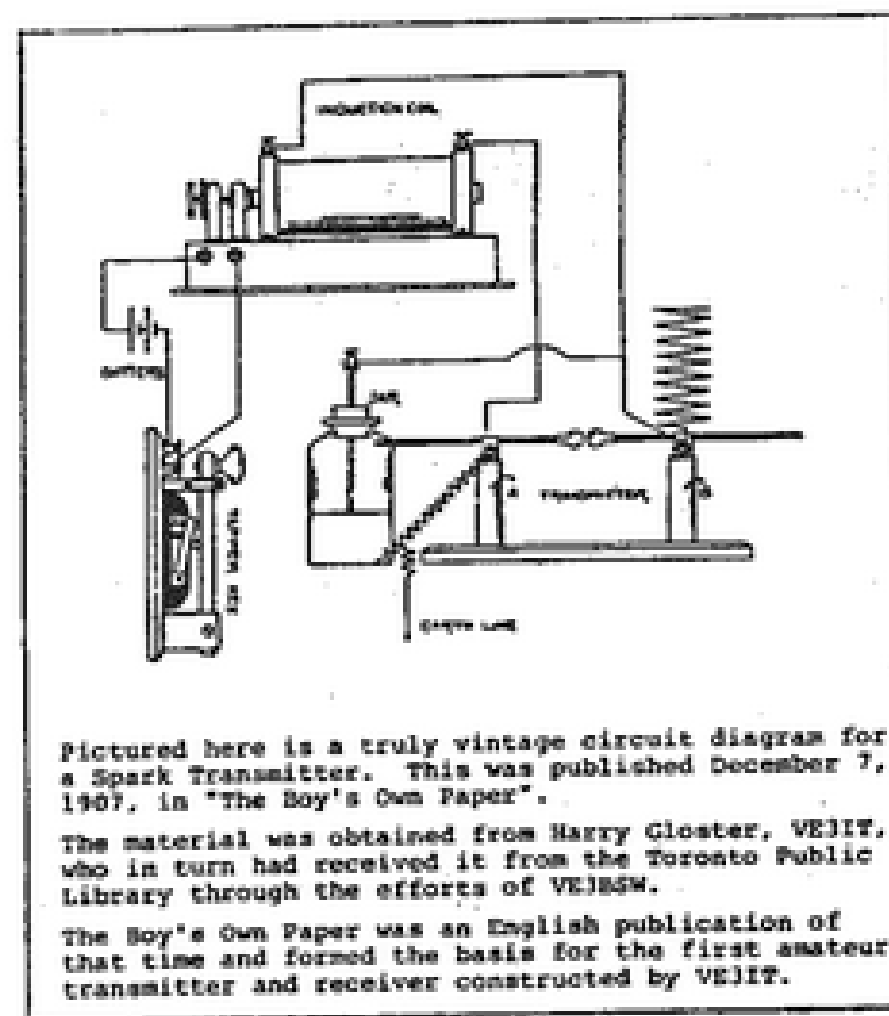 INDUCTION COIL
BATTERY
JAR
TRANSMITTER
EARTH WIRE
Pictured here is a truly vintage circuit diagram for
a Spark Transmitter. This was published December 7,
1907, in "The Boy's Own Paper".
The material was obtained from Harry Gloster, VE3IT,
who in turn had received it from the Toronto Public
Library through the efforts of
The Boy's Own Paper was an English publication of
that time and formed the basis for the first amateur
transmitter and receiver constructed by VE3IT.